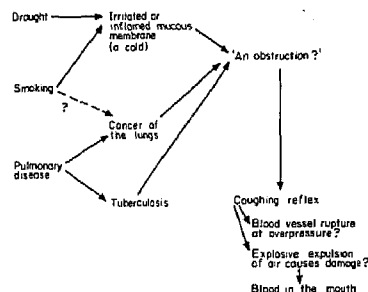 Drought
Irritated or
inflamed mucous
membrane
(a cold)
'An obstruction?'
Smoking
?
Cancer of
the lungs
Pulmonary
disease
Tuberculosis
Coughing reflex
Blood vessel rupture
at overpressure?
Explosive expulsion
of air causes damage?
Blood in the mouth